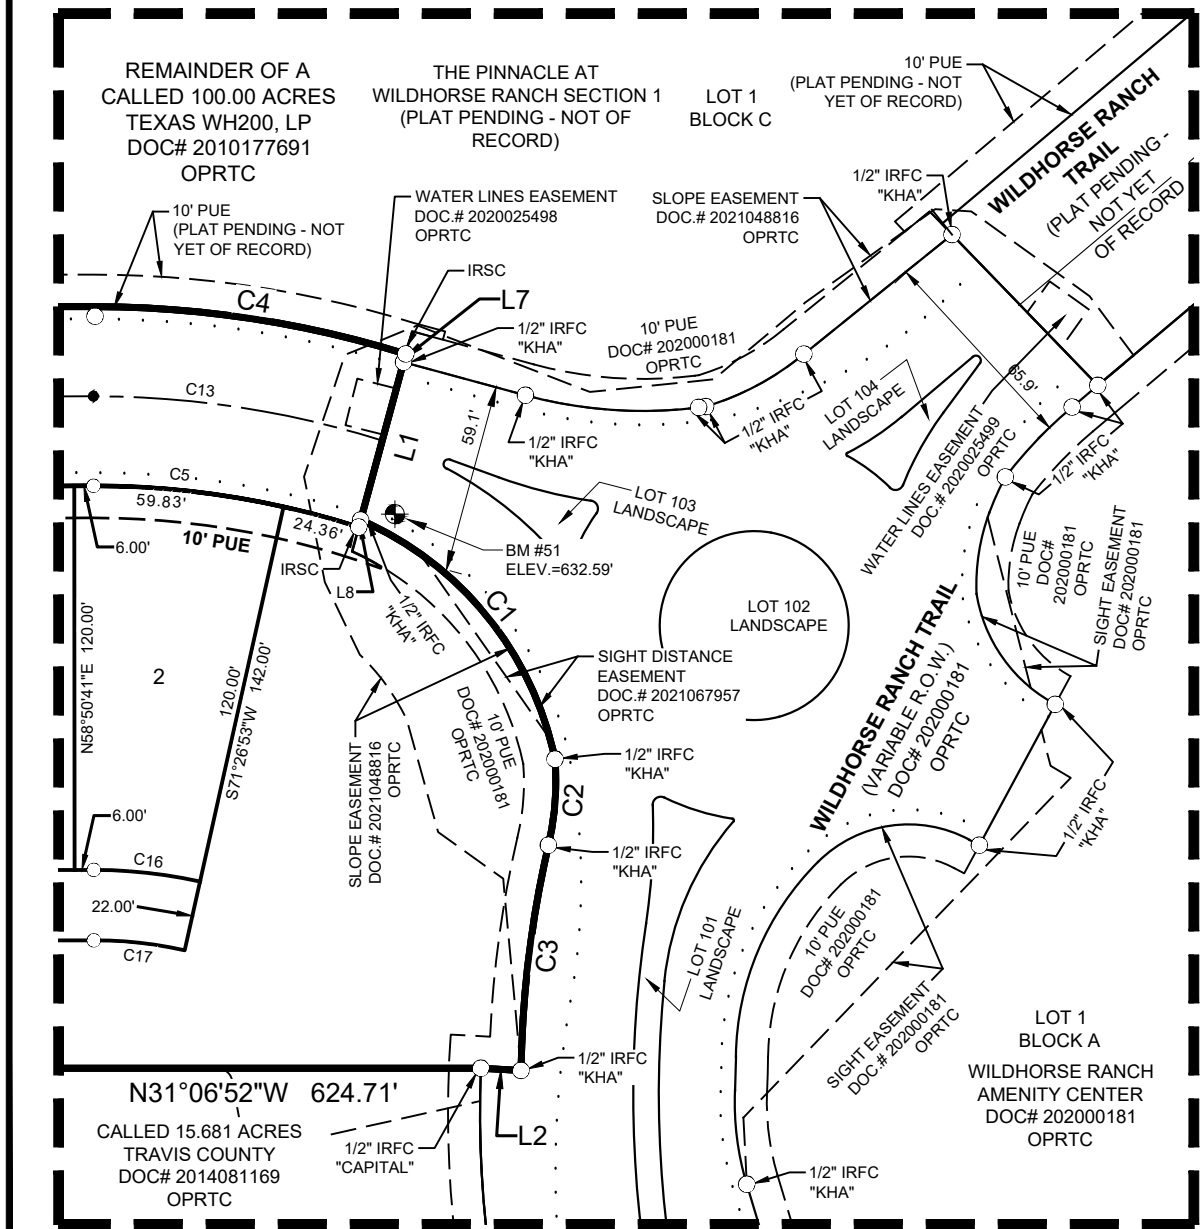 REMAINDER OF A
CALLED 100.00 ACRES
TEXAS WH200, LP
DOC# 2010177691
OPRTC
THE PINNACLE AT
WILDHORSE RANCH SECTION 1
(PLAT PENDING - NOT OF
RECORD)
LOT 1
BLOCK C
10' PUE
(PLAT PENDING - NOT
YET OF RECORD)
WILDHORSE RANCH
TRAIL
(PLAT PENDING -
NOT YET
OF RECORD
1/2" IRFC
"KHA"
10' PUE
(PLAT PENDING - NOT
YET OF RECORD)
WATER LINES EASEMENT
DOC.# 2020025498
OPRTC
SLOPE EASEMENT
DOC.# 2021048816
OPRTC
IRSC
L7
C4
1/2" IRFC
"KHA"
10' PUE
DOC# 202000181
OPRTC
65.9'
C13
L1
59.1'
1/2" IRFC
"KHA"
1/2" IRFC
"KHA"
LOT 104
LANDSCAPE
WATER LINES EASEMENT
DOC.# 2020025499
OPRTC
1/2" IRFC
"KHA"
C5
59.83'
24.36'
10' PUE
6.00'
IRSC
L8
1/2" IRFC
"KHA"
BM #51
ELEV.=632.59'
LOT 103
LANDSCAPE
C1
LOT 102
LANDSCAPE
10' PUE
DOC#
202000181
OPRTC
SIGHT EASEMENT
DOC# 202000181
OPRTC
N58°50'41"E 120.00'
2
120.00'
S71°26'53"W 142.00'
SIGHT DISTANCE
EASEMENT
DOC.# 2021067957
OPRTC
10' PUE
DOC# 202000181
OPRTC
SLOPE EASEMENT
DOC.# 2021048816
OPRTC
WILDHORSE RANCH TRAIL
(VARIABLE R.O.W.)
DOC# 202000181
OPRTC
1/2" IRFC
"KHA"
C2
1/2" IRFC
"KHA"
1/2" IRFC
"KHA"
6.00'
C16
22.00'
C17
C3
LOT 101
LANDSCAPE
10' PUE
DOC# 202000181
OPRTC
SIGHT EASEMENT
DOC.# 202000181
OPRTC
LOT 1
BLOCK A
WILDHORSE RANCH
AMENITY CENTER
DOC# 202000181
OPRTC
1/2" IRFC
"KHA"
N31°06'52"W 624.71'
CALLED 15.681 ACRES
TRAVIS COUNTY
DOC# 2014081169
OPRTC
1/2" IRFC
"CAPITAL"
L2
1/2" IRFC
"KHA"